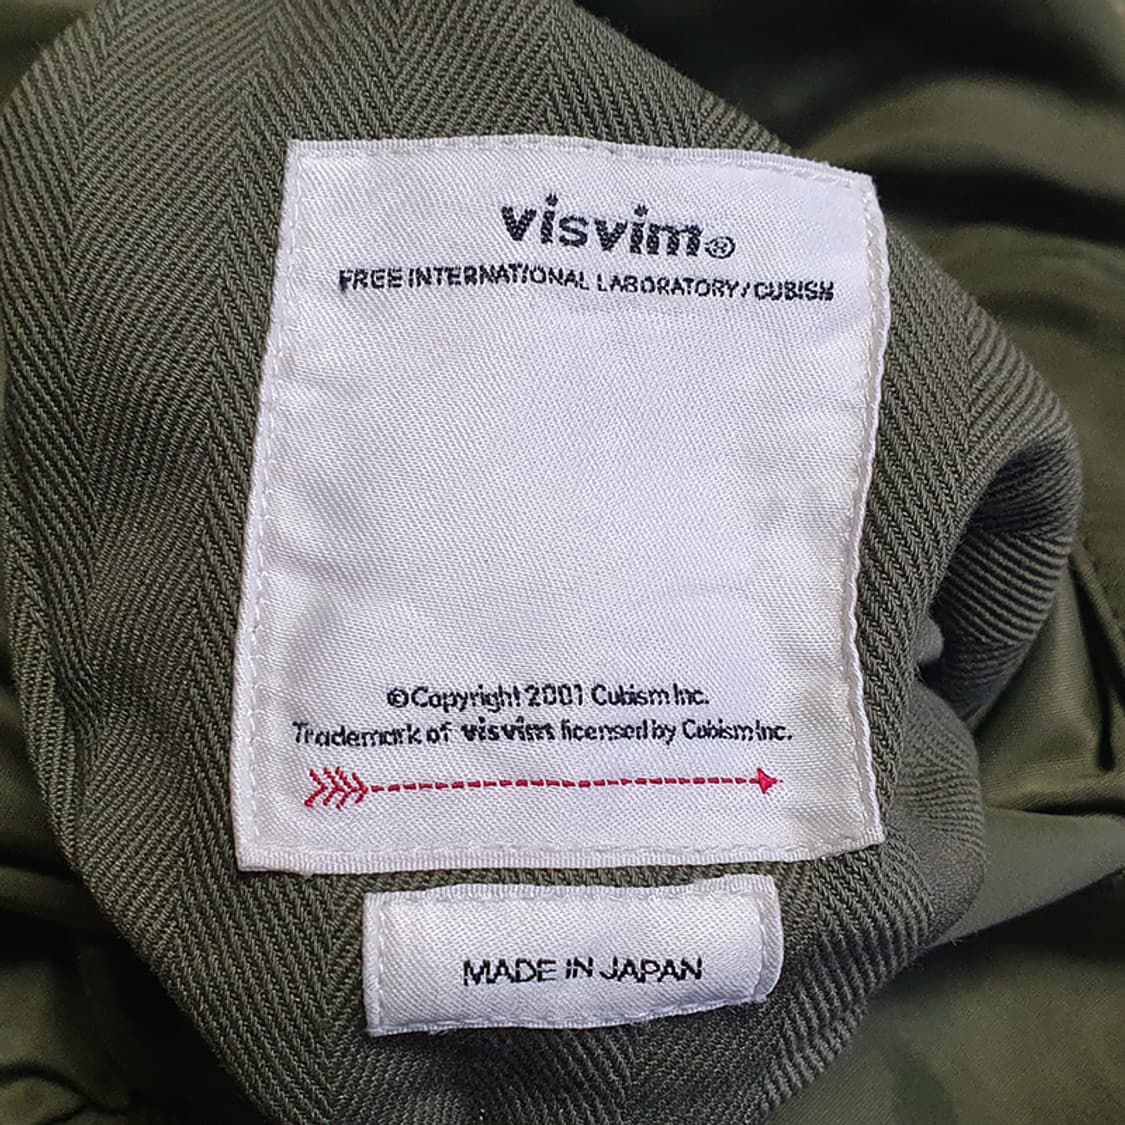 visvim®
FREE INTERNATIONAL LABORATORY/CUBISM
©Copyright 2001 Cubism Inc.
Trademark of visvim licensed by Cubism Inc.
MADE IN JAPAN